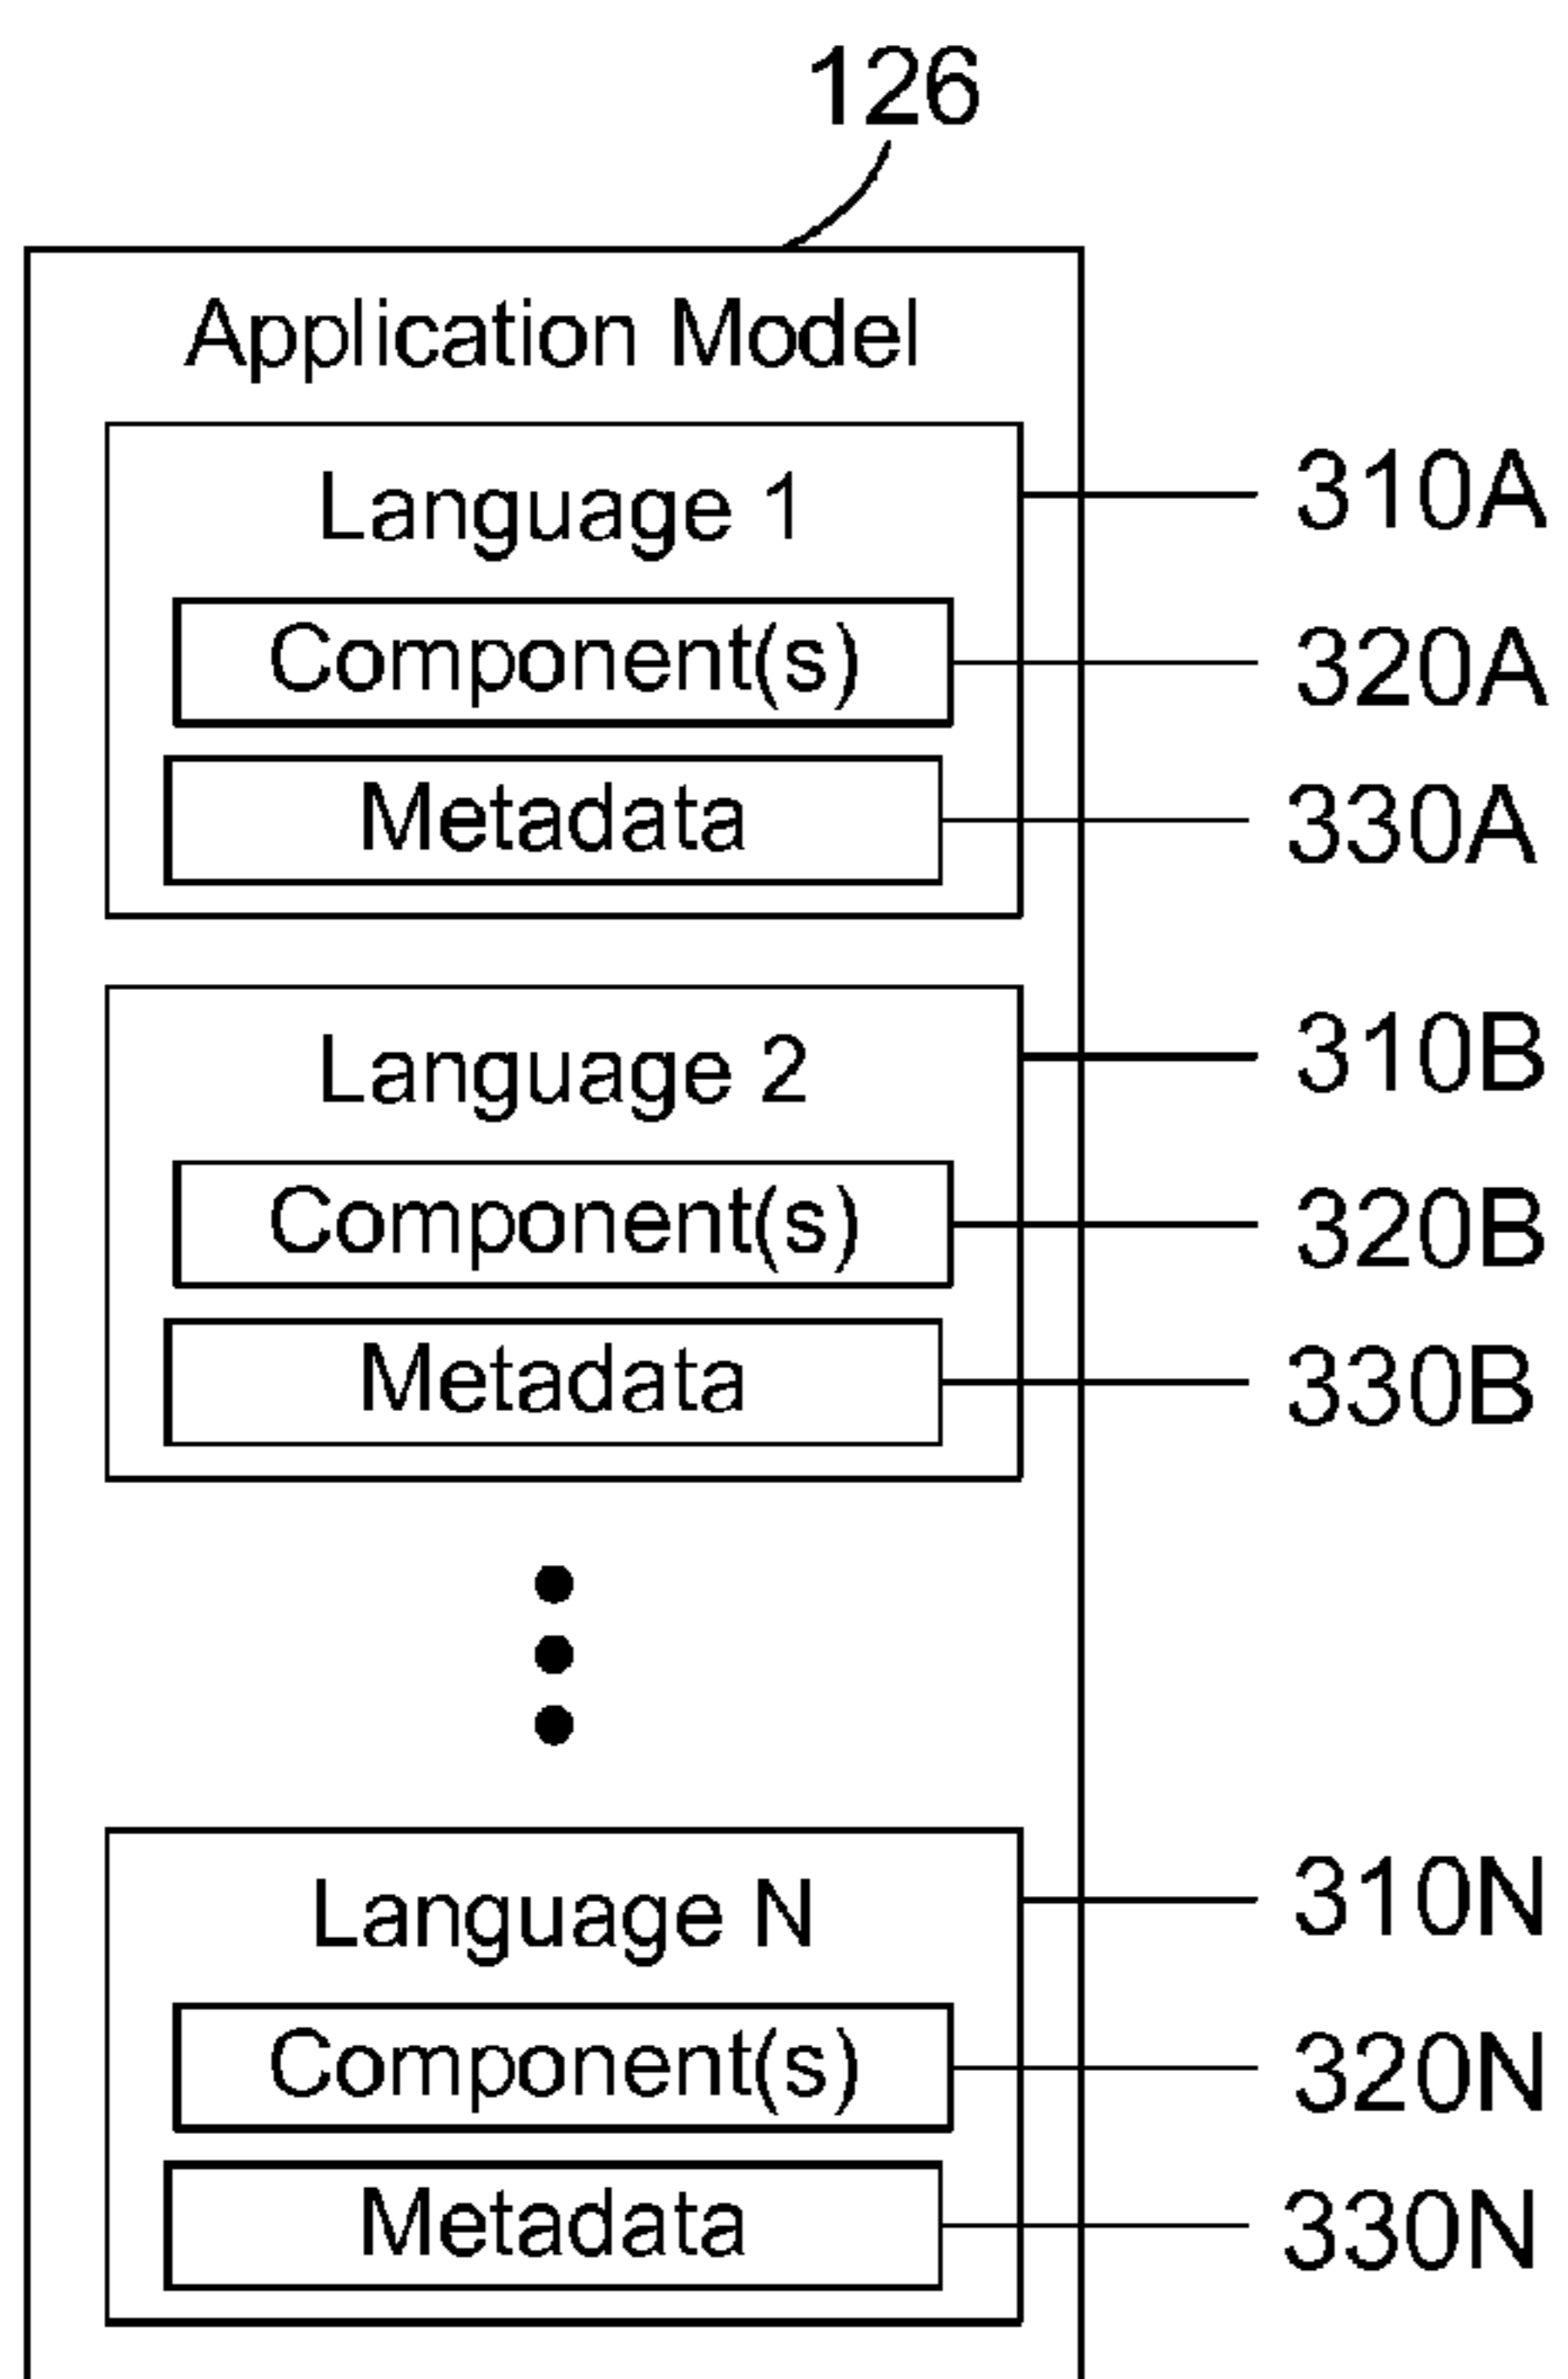 126
Application Model
Language 1
310A
Component(s)
320A
Metadata
330A
Language 2
310B
Component(s)
320B
Metadata
330B
Language N
310N
Component(s)
320N
Metadata
330N